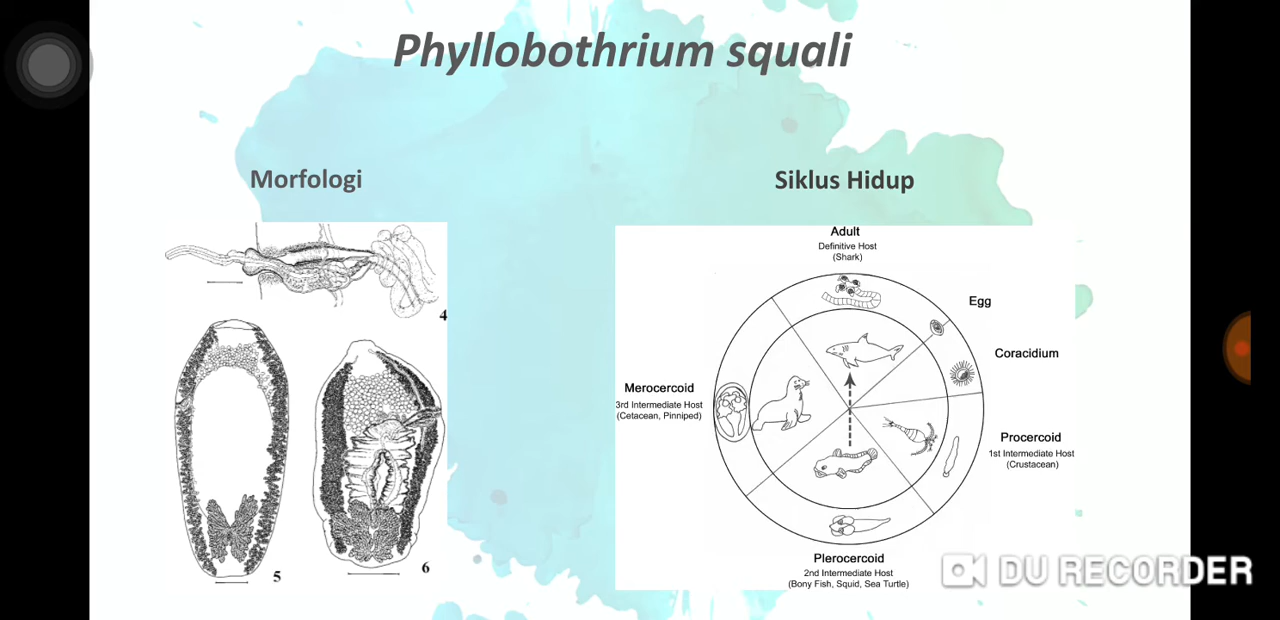 Phyllobothrium squali
Morfologi
4
5
6
Siklus Hidup
Adult
Definitive Host
(Shark)
Egg
Coracidium
Merocercoid
3rd Intermediate Host
(Cetacean, Pinniped)
Procercoid
1st Intermediate Host
(Crustacean)
Plerocercoid
2nd Intermediate Host
(Bony Fish, Squid, Sea Turtle)
DU RECORDER